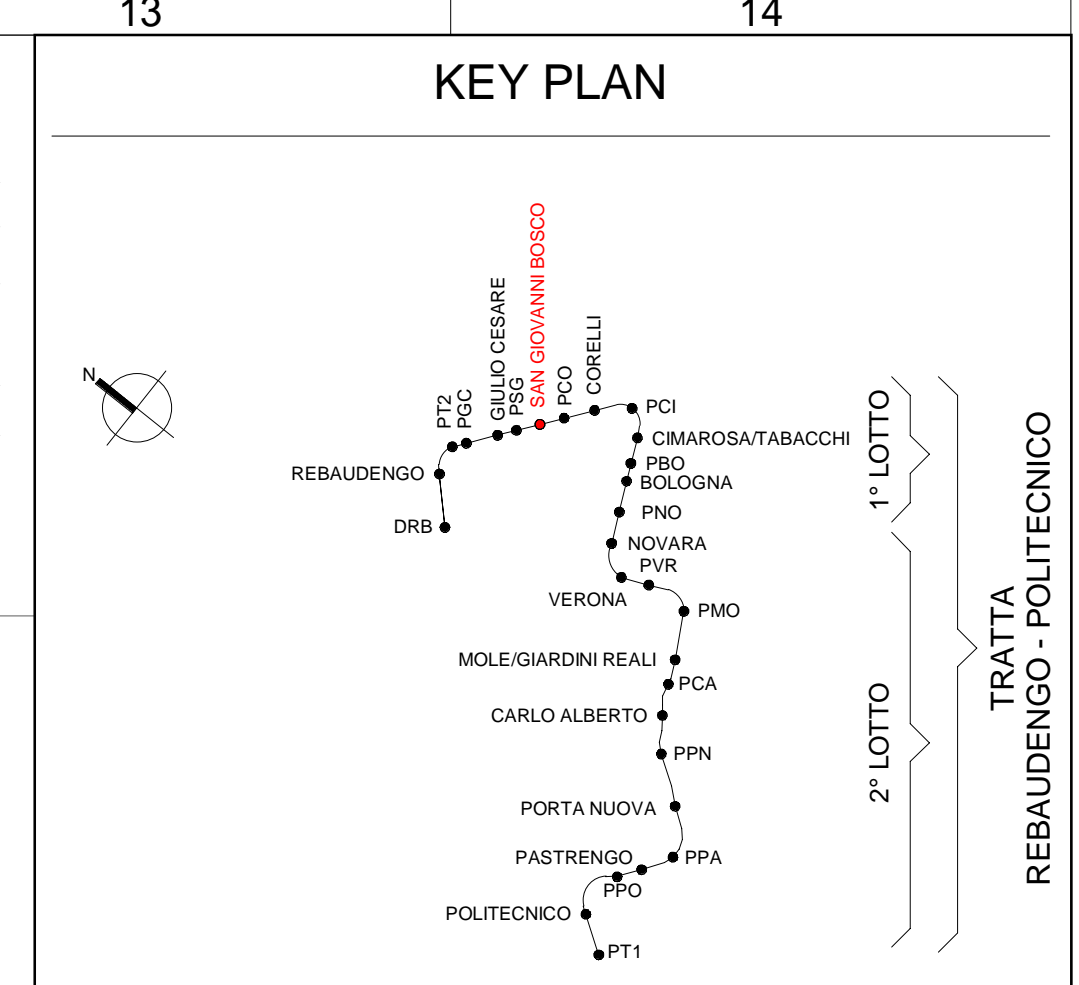 13
14
KEY PLAN
N
PT2
PGC
GIULIO CESARE
PSG
SAN GIOVANNI BOSCO
PCO
CORELLI
PCI
CIMAROSA/TABACCHI
REBAUDENGO
PBO
BOLOGNA
DRB
PNO
NOVARA
PVR
VERONA
PMO
MOLE/GIARDINI REALI
PCA
CARLO ALBERTO
PPN
PORTA NUOVA
PASTRENGO
PPA
PPO
POLITECNICO
PT1
1° LOTTO
2° LOTTO
TRATTA
REBAUDENGO - POLITECNICO